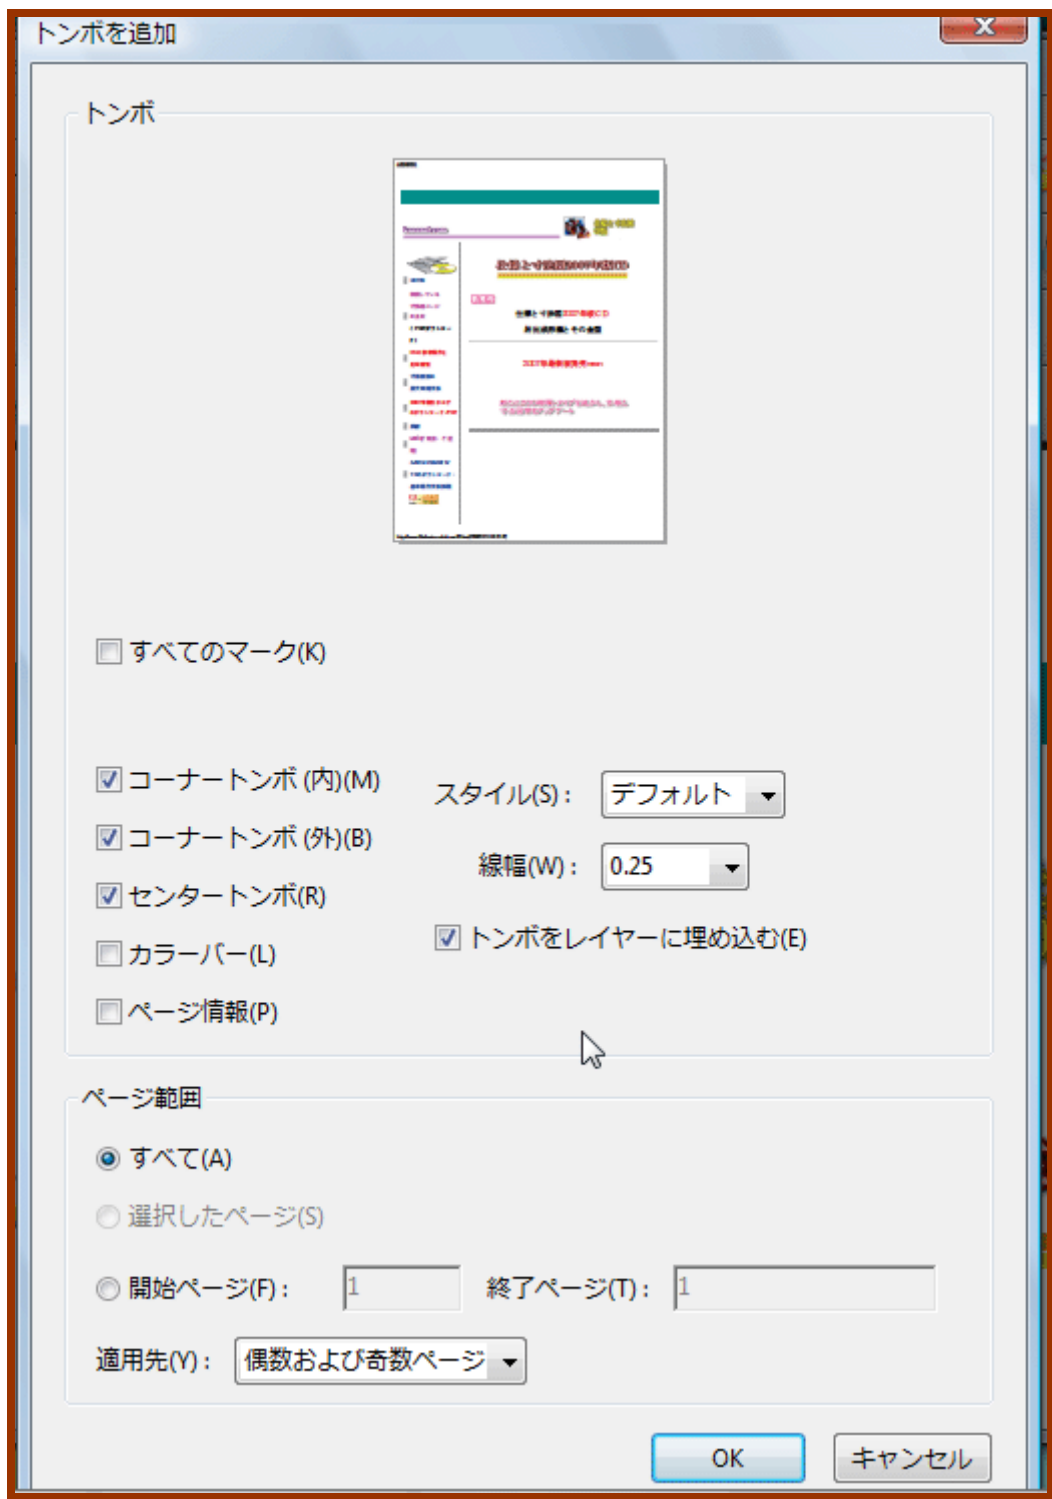 トンボを追加
トンボ
すべてのマーク(K)
コーナートンボ (内)(M)
スタイル(S) : デフォルト
コーナートンボ (外)(B)
線幅(W) : 0.25
センタートンボ(R)
トンボをレイヤーに埋め込む(E)
カラーバー(L)
ページ情報(P)
ページ範囲
すべて(A)
選択したページ(S)
開始ページ(F) : 1 終了ページ(T) : 1
適用先(Y) : 偶数および奇数ページ
OK キャンセル